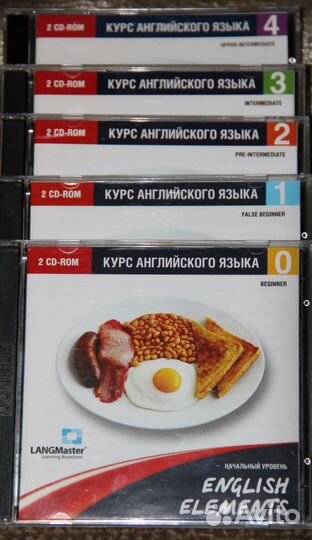 2 CD-ROM КУРС АНГЛИЙСКОГО ЯЗЫКА 4
UPPER-INTERMEDIATE
2 CD-ROM КУРС АНГЛИЙСКОГО ЯЗЫКА 3
INTERMEDIATE
2 CD-ROM КУРС АНГЛИЙСКОГО ЯЗЫКА 2
PRE-INTERMEDIATE
2 CD-ROM КУРС АНГЛИЙСКОГО ЯЗЫКА 1
FALSE BEGINNER
2 CD-ROM КУРС АНГЛИЙСКОГО ЯЗЫКА 0
BEGINNER
DOUBLE
LANGMaster
Learning Anywhere
НАЧАЛЬНЫЙ УРОВЕНЬ
ENGLISH
ELEMENTS
Avito